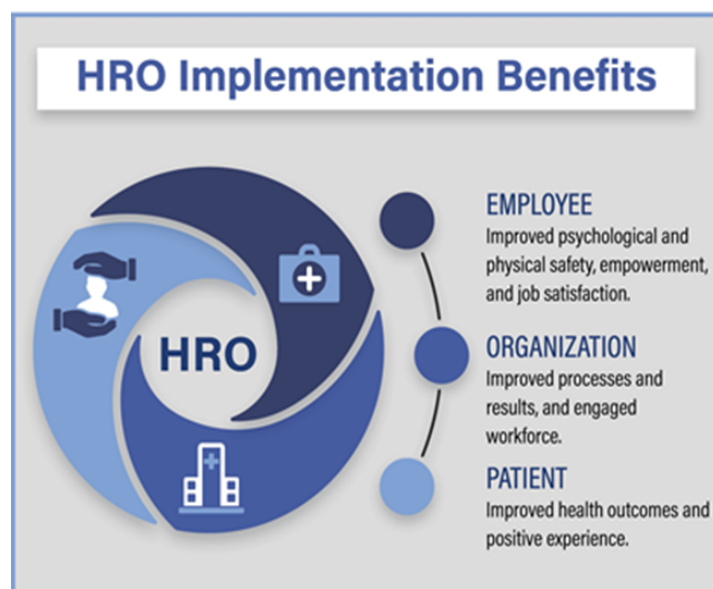 HRO Implementation Benefits
HRO
EMPLOYEE
Improved psychological and
physical safety, empowerment,
and job satisfaction.
ORGANIZATION
Improved processes and
results, and engaged
workforce.
PATIENT
Improved health outcomes and
positive experience.